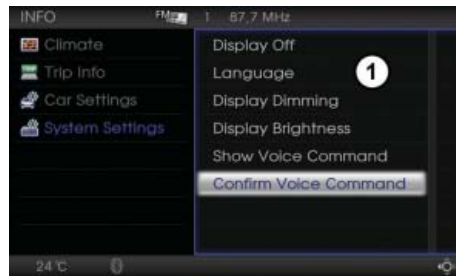 INFO FM 1 87,7 MHz
Climate
Trip Info
Car Settings
System Settings
Display Off
Language
1
Display Dimming
Display Brightness
Show Voice Command
Confirm Voice Command
24°C